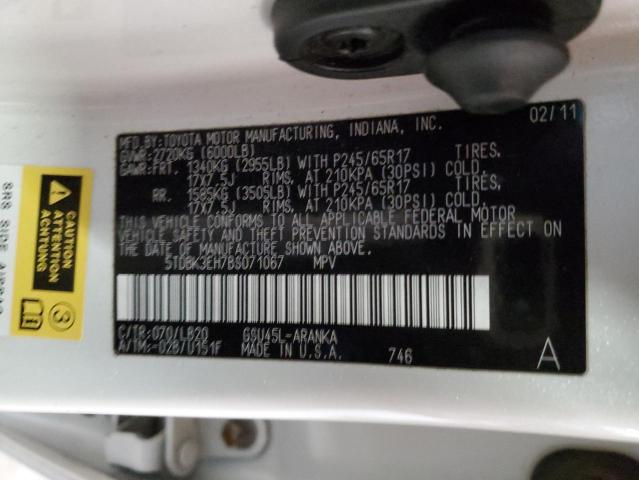 02/11
MFD. BY: TOYOTA MOTOR MANUFACTURING, INDIANA, INC.
GVWR: 2720KG (6000LB)
GAWR: FRT. 1340KG (2955LB) WITH P245/65R17 TIRES,
17X7.5J RIMS, AT 210KPA (30PSI) COLD.
RR. 1585KG (3505LB) WITH P245/65R17 TIRES,
17X7.5J RIMS, AT 210KPA (30PSI) COLD.
THIS VEHICLE CONFORMS TO ALL APPLICABLE FEDERAL MOTOR
VEHICLE SAFETY AND THEFT PREVENTION STANDARDS IN EFFECT ON
THE DATE OF MANUFACTURE SHOWN ABOVE.
5TDBK3EH7BS071067 MPV
C/TR: 070/LB20 GSU45L-ARANKA
A/TM: -02B/U151F MADE IN U.S.A. 746 A
CAUTION
ATTENTION
ACHTUNG
3
SRS SIDE AIRBAG